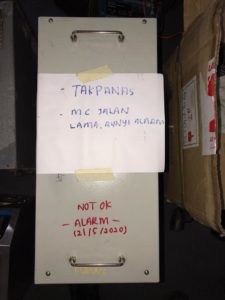 - TAKPANAS
- MC JALAN
LAMA, BUNYI ALARM
NOT OK
- ALARM -
(21/5/2020)